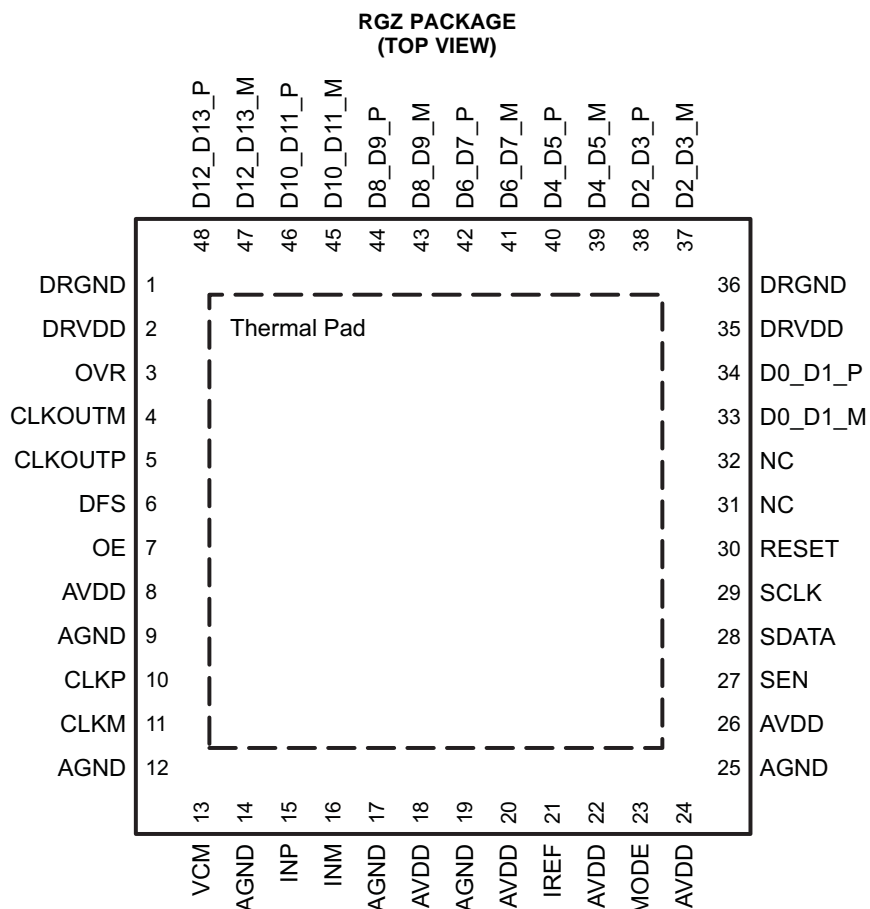 RGZ PACKAGE
(TOP VIEW)
D12_D13_P
D12_D13_M
D10_D11_P
D10_D11_M
D8_D9_P
D8_D9_M
D6_D7_P
D6_D7_M
D4_D5_P
D4_D5_M
D2_D3_P
D2_D3_M
48 47 46 45 44 43 42 41 40 39 38 37
DRGND 1 36 DRGND
DRVDD 2 Thermal Pad 35 DRVDD
OVR 3 34 D0_D1_P
CLKOUTM 4 33 D0_D1_M
CLKOUTP 5 32 NC
DFS 6 31 NC
OE 7 30 RESET
AVDD 8 29 SCLK
AGND 9 28 SDATA
CLKP 10 27 SEN
CLKM 11 26 AVDD
AGND 12 25 AGND
13 14 15 16 17 18 19 20 21 22 23 24
VCM
AGND
INP
INM
AGND
AVDD
AGND
AVDD
IREF
AVDD
MODE
AVDD